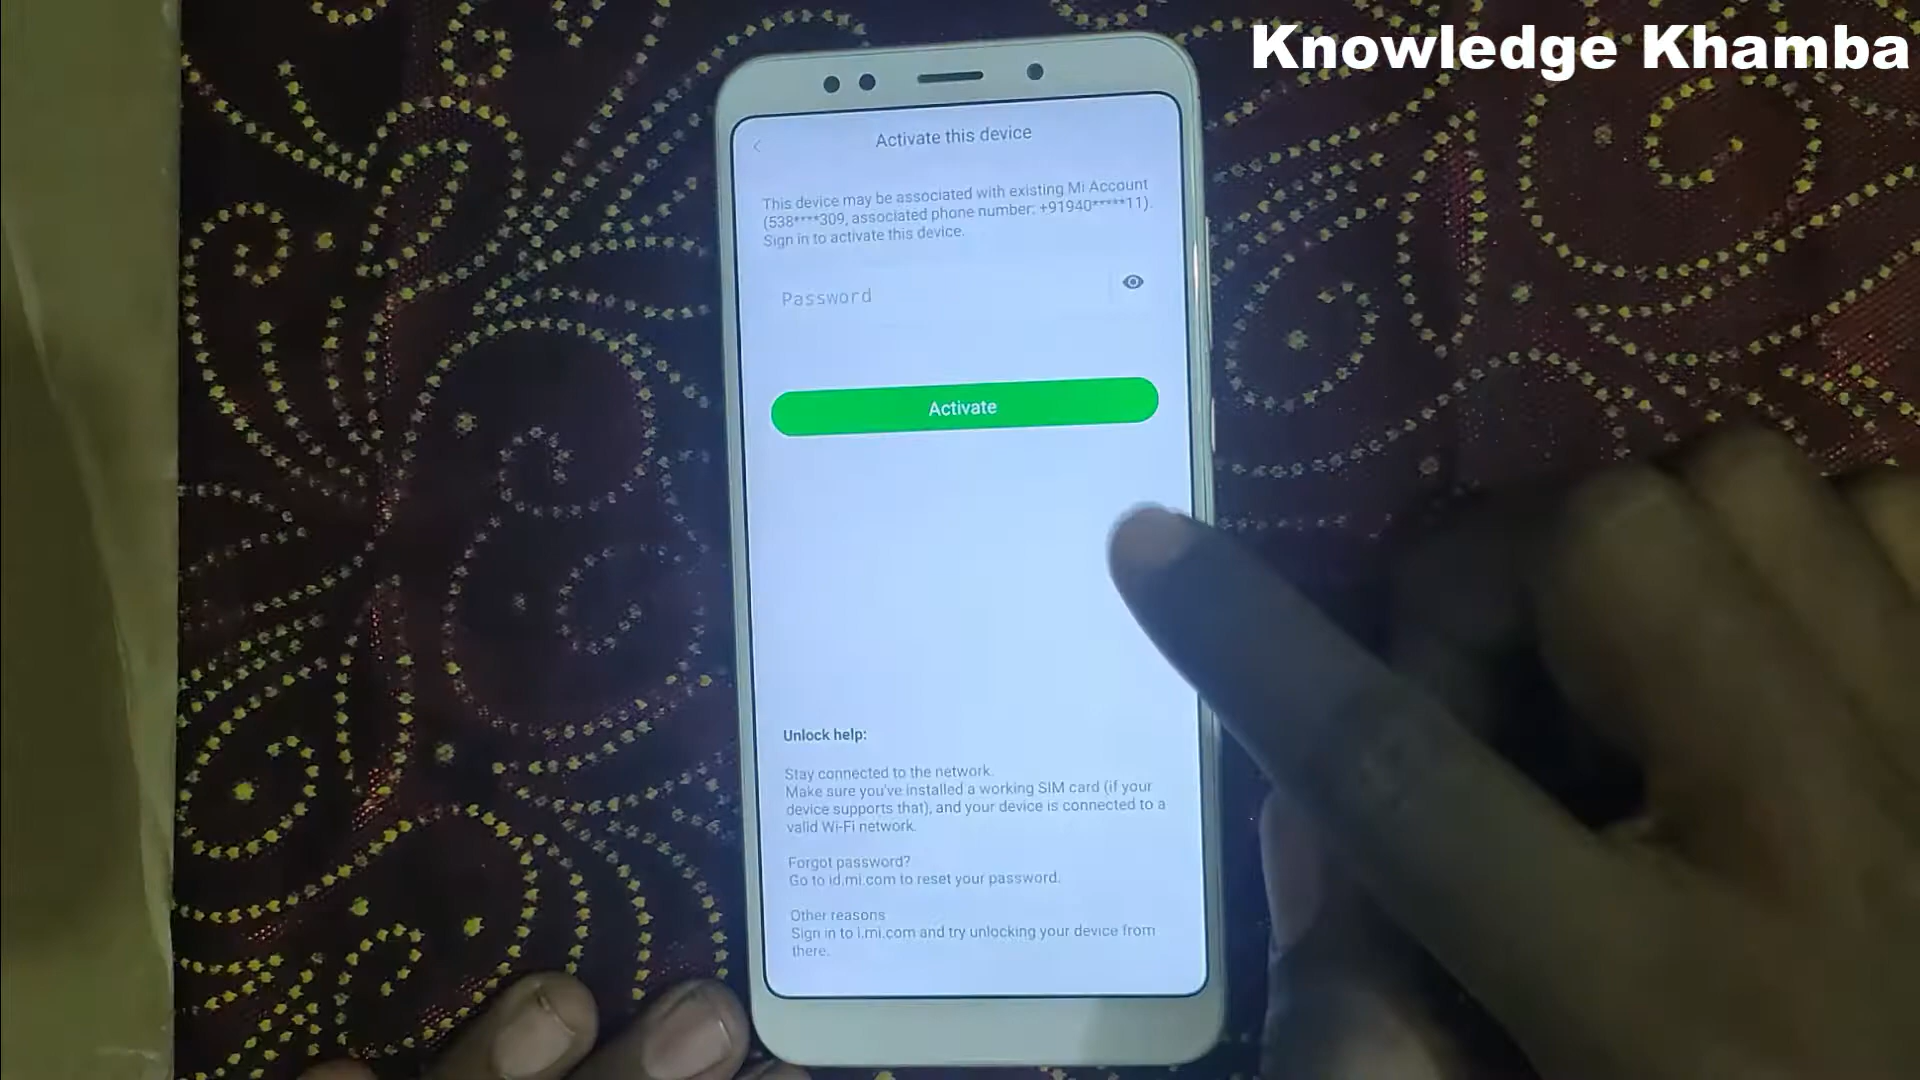 Knowledge Khamba
Activate this device
This device may be associated with existing Mi Account
(538****309, associated phone number: +91940*****11).
Sign in to activate this device.
Password
Activate
Unlock help:
Stay connected to the network.
Make sure you've installed a working SIM card (if your
device supports that), and your device is connected to a
valid Wi-Fi network.
Forgot password?
Go to id.mi.com to reset your password.
Other reasons
Sign in to i.mi.com and try unlocking your device from
there.